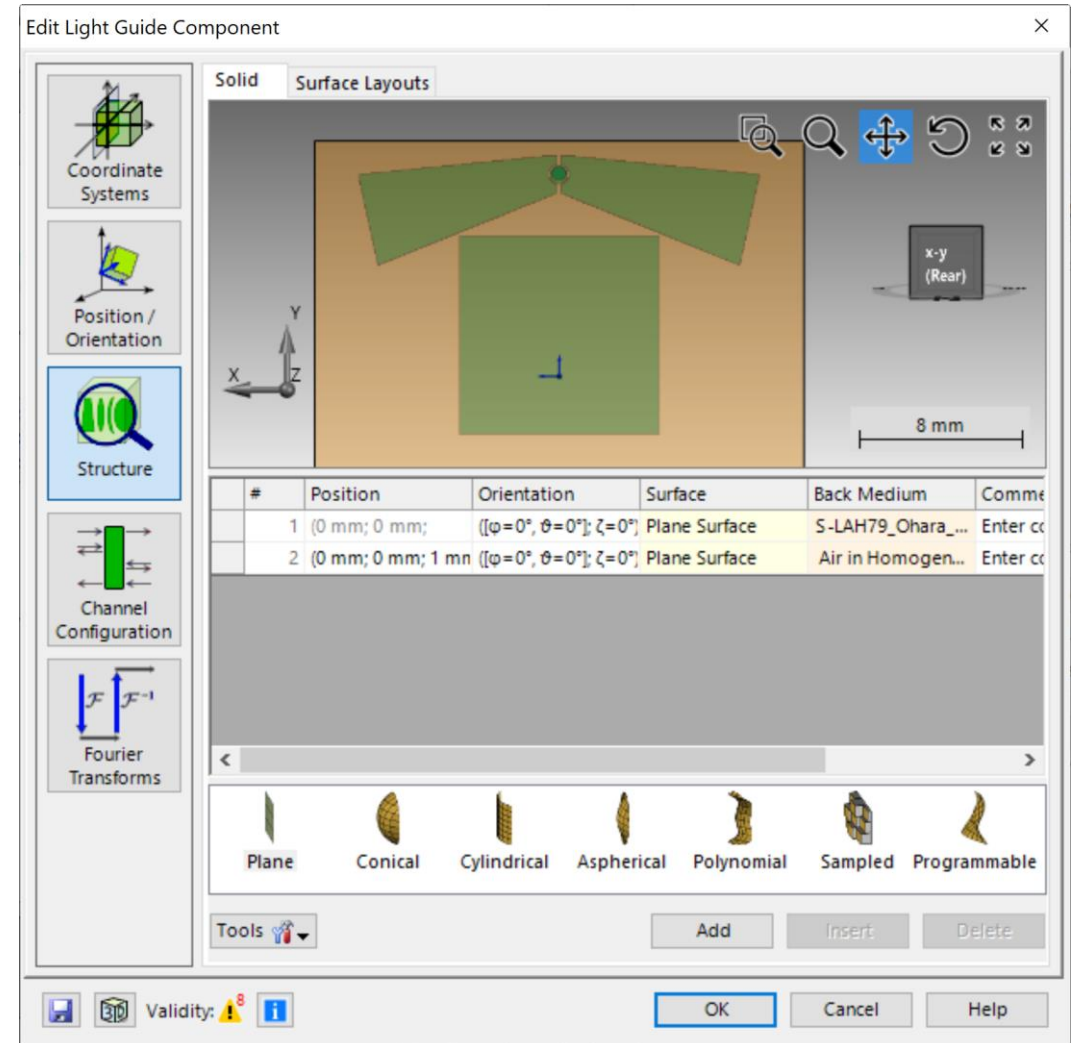 Edit Light Guide Component
Coordinate
Systems
Position /
Orientation
Structure
Channel
Configuration
ℱ ℱ⁻¹
Fourier
Transforms
Solid
Surface Layouts
Y
X
Z
x-y
(Rear)
8 mm
# Position Orientation Surface Back Medium Comme
1 (0 mm; 0 mm; ([φ=0°, ϑ=0°]; ζ=0°) Plane Surface S-LAH79_Ohara_... Enter cc
2 (0 mm; 0 mm; 1 mm ([φ=0°, ϑ=0°]; ζ=0°) Plane Surface Air in Homogen... Enter cc
Plane Conical Cylindrical Aspherical Polynomial Sampled Programmable
Tools Add Insert Delete
3D Validity: 8 i OK Cancel Help